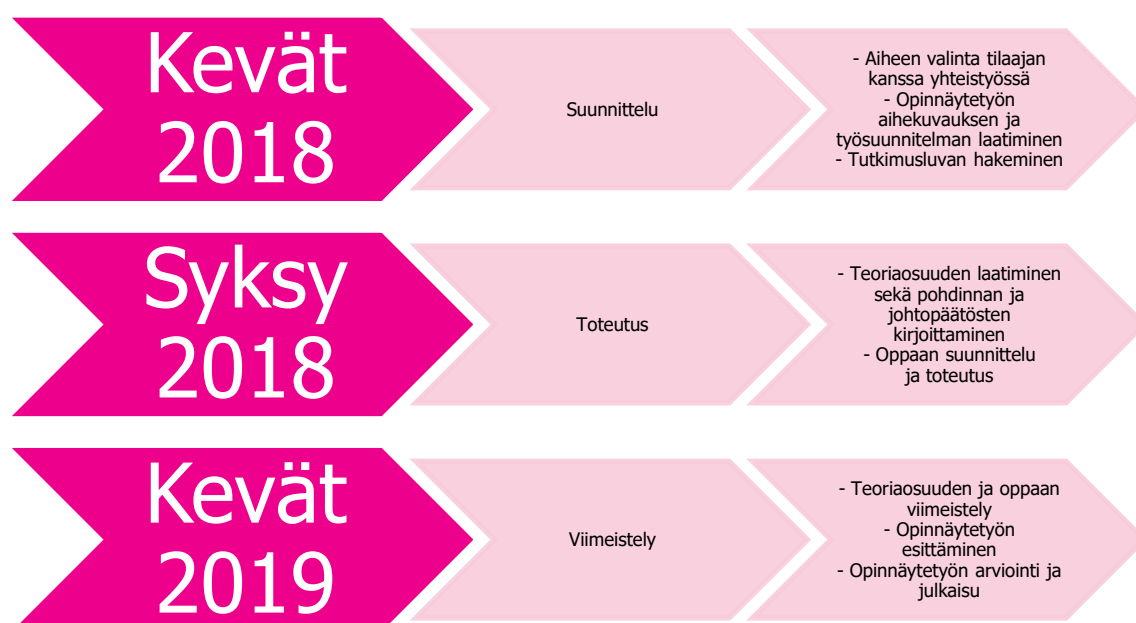 Kevät
2018
Suunnittelu
- Aiheen valinta tilaajan
kanssa yhteistyössä
- Opinnäytetyön
aihekuvauksen ja
työsuunnitelman laatiminen
- Tutkimusluvan hakeminen
Syksy
2018
Toteutus
- Teoriaosuuden laatiminen
sekä pohdinnan ja
johtopäätösten
kirjoittaminen
- Oppaan suunnittelu
ja toteutus
Kevät
2019
Viimeistely
- Teoriaosuuden ja oppaan
viimeistely
- Opinnäytetyön
esittäminen
- Opinnäytetyön arviointi ja
julkaisu